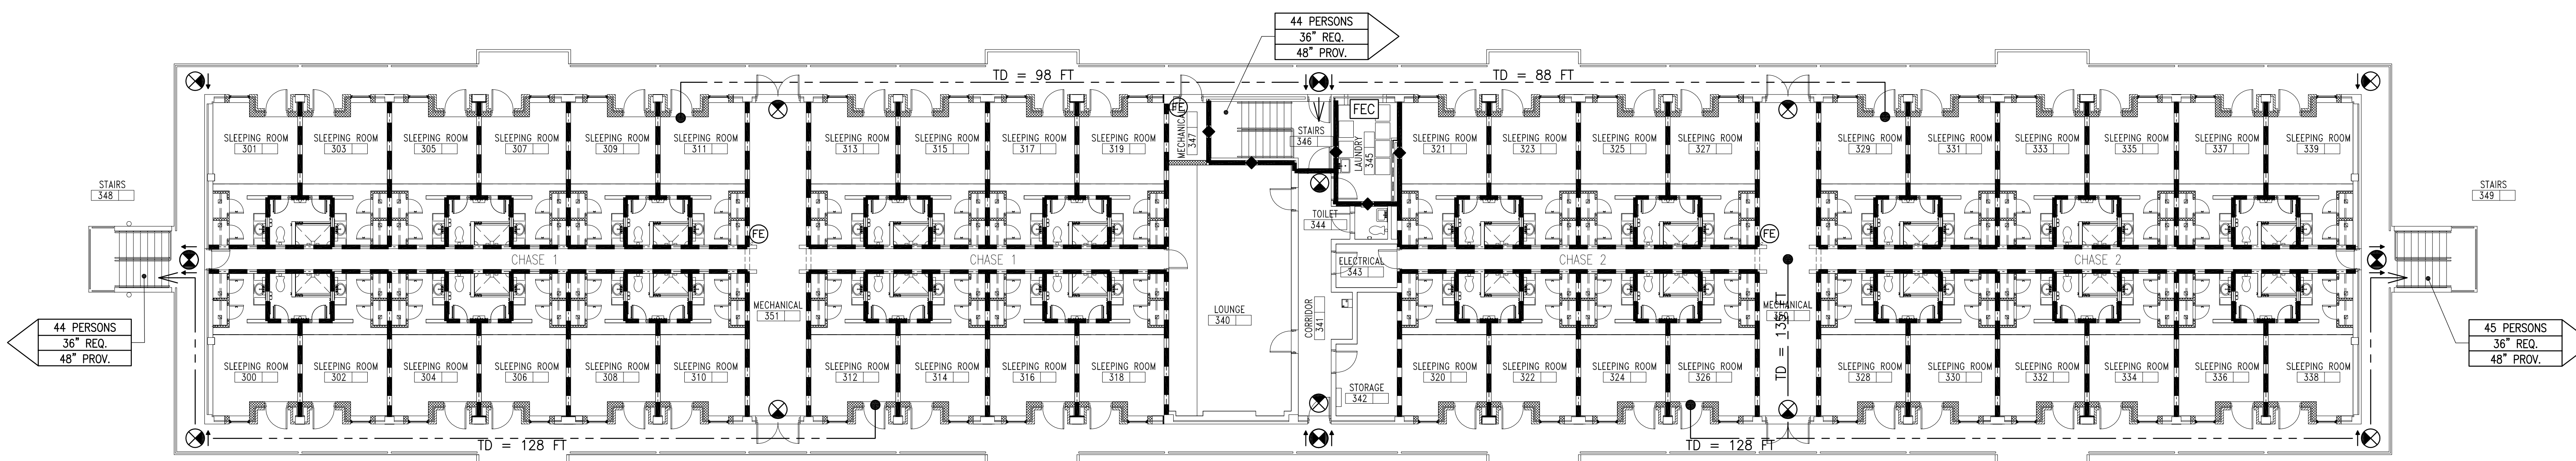 44 PERSONS
36" REQ.
48" PROV.
TD = 98 FT
TD = 88 FT
FE
FEC
SLEEPING ROOM
301
SLEEPING ROOM
303
SLEEPING ROOM
305
SLEEPING ROOM
307
SLEEPING ROOM
309
SLEEPING ROOM
311
SLEEPING ROOM
313
SLEEPING ROOM
315
SLEEPING ROOM
317
SLEEPING ROOM
319
MECHANICAL
347
STAIRS
346
LAUNDRY
345
SLEEPING ROOM
321
SLEEPING ROOM
323
SLEEPING ROOM
325
SLEEPING ROOM
327
SLEEPING ROOM
329
SLEEPING ROOM
331
SLEEPING ROOM
333
SLEEPING ROOM
335
SLEEPING ROOM
337
SLEEPING ROOM
339
STAIRS
348
STAIRS
349
TOILET
344
FE
FE
CHASE 1
CHASE 1
ELECTRICAL
343
CHASE 2
CHASE 2
MECHANICAL
351
LOUNGE
340
CORRIDOR
341
MECHANICAL
350
TD = 135 FT
44 PERSONS
36" REQ.
48" PROV.
45 PERSONS
36" REQ.
48" PROV.
SLEEPING ROOM
300
SLEEPING ROOM
302
SLEEPING ROOM
304
SLEEPING ROOM
306
SLEEPING ROOM
308
SLEEPING ROOM
310
SLEEPING ROOM
312
SLEEPING ROOM
314
SLEEPING ROOM
316
SLEEPING ROOM
318
STORAGE
342
SLEEPING ROOM
320
SLEEPING ROOM
322
SLEEPING ROOM
324
SLEEPING ROOM
326
SLEEPING ROOM
328
SLEEPING ROOM
330
SLEEPING ROOM
332
SLEEPING ROOM
334
SLEEPING ROOM
336
SLEEPING ROOM
338
TD = 128 FT
TD = 128 FT